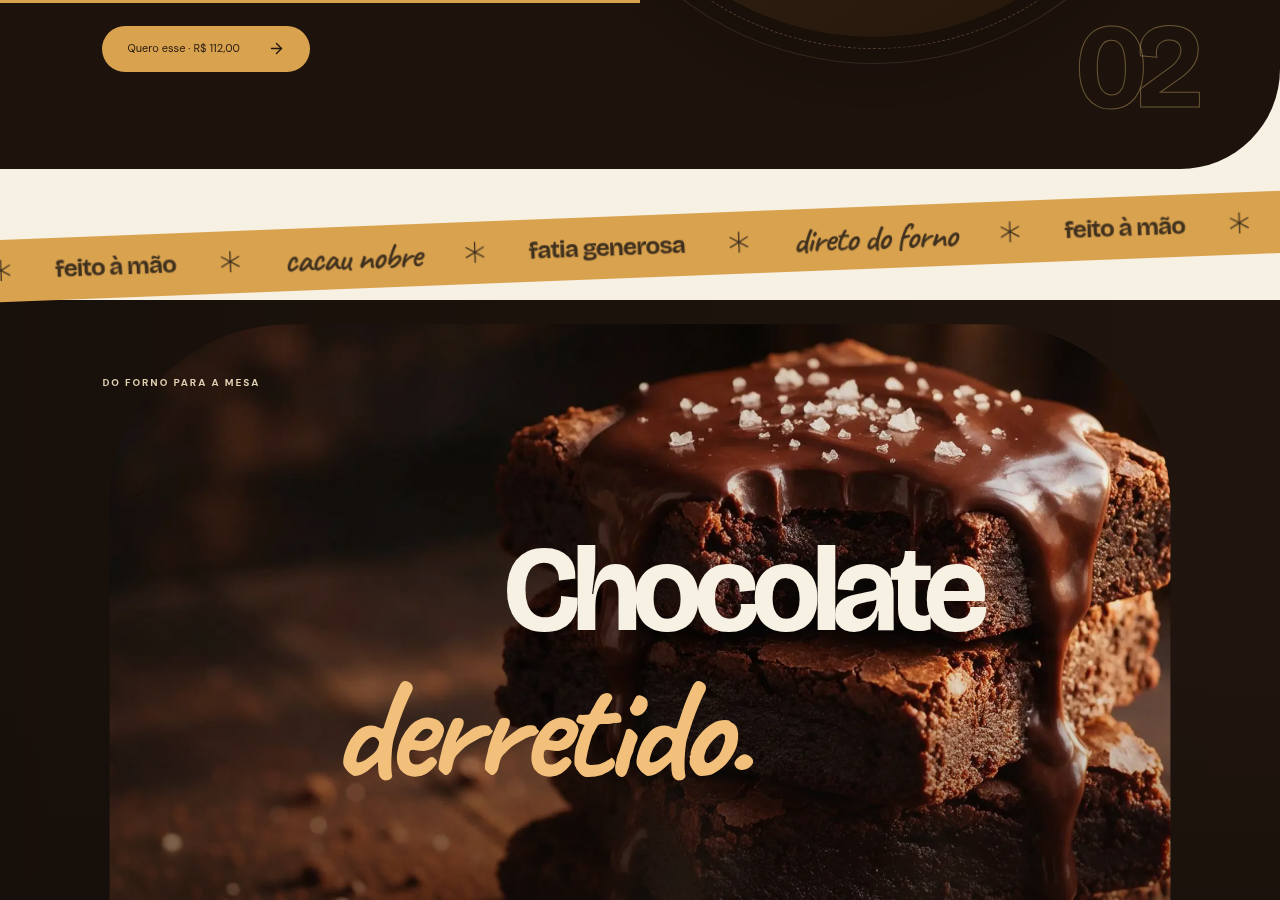 Quero esse · R$ 112,00 →
02
feito à mão * cacau nobre * fatia generosa * direto do forno * feito à mão *
DO FORNO PARA A MESA
Chocolate
derretido.